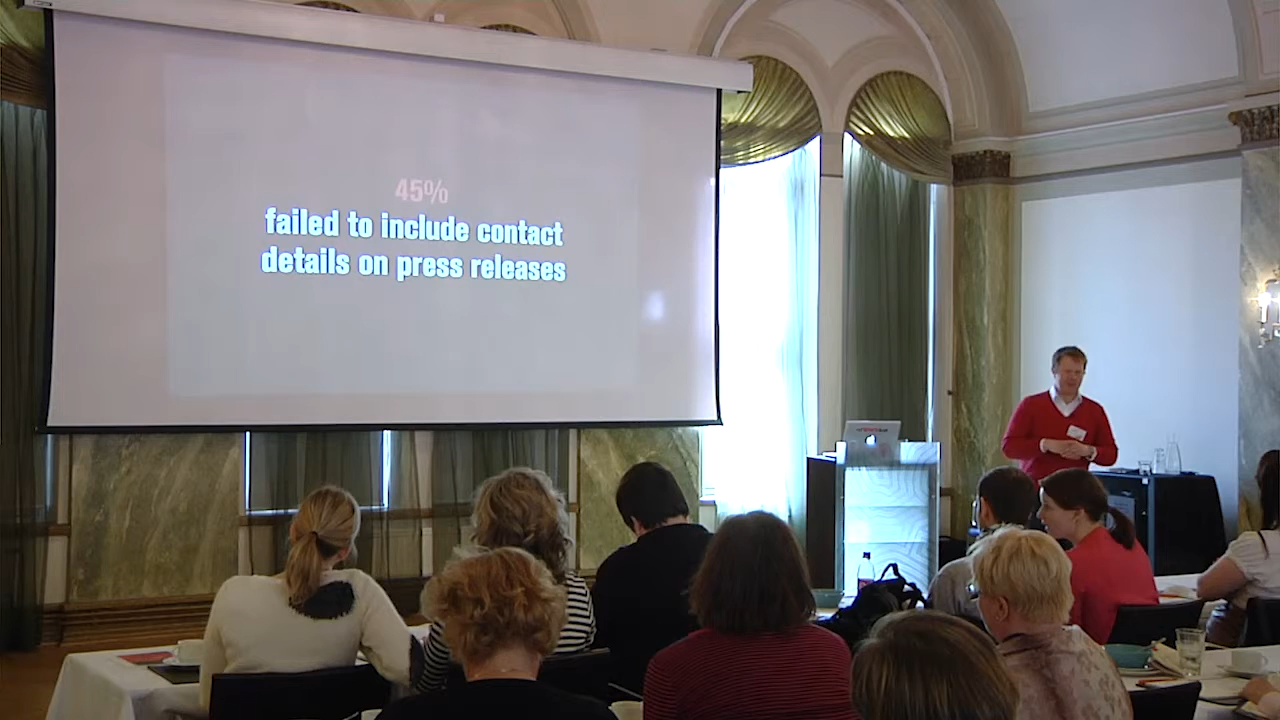 45%
failed to include contact
details on press releases